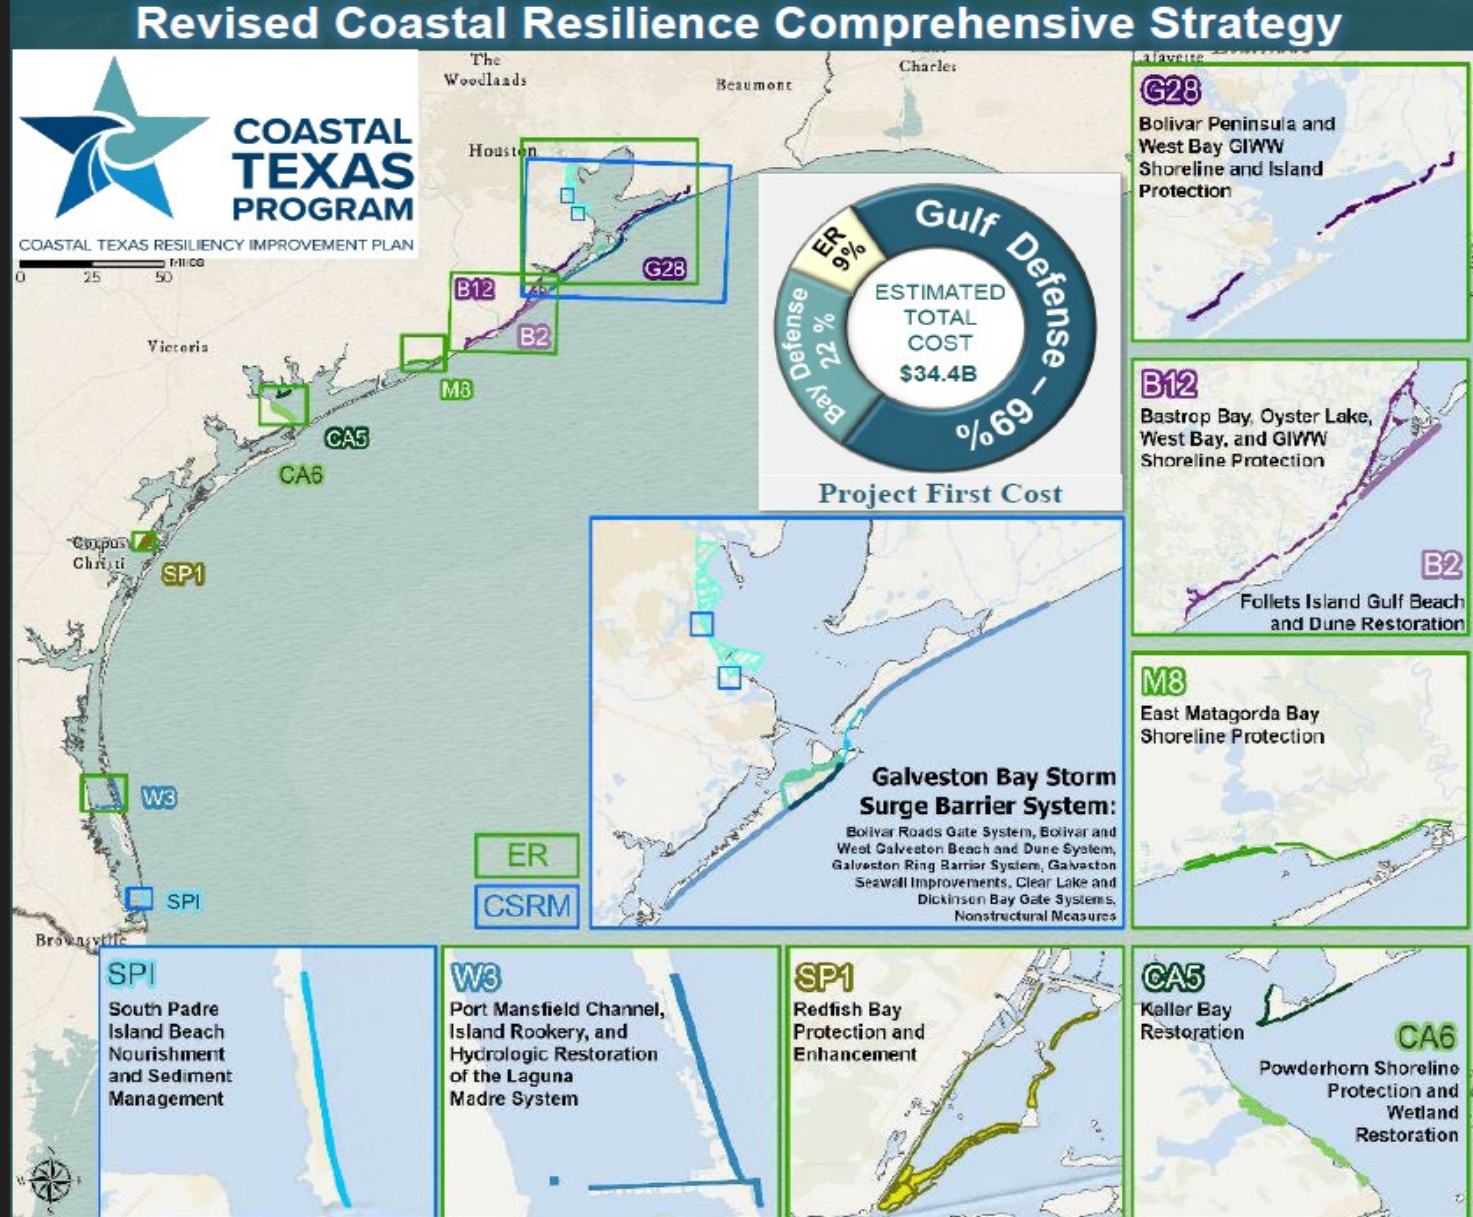 Revised Coastal Resilience Comprehensive Strategy
COASTAL
TEXAS
PROGRAM
COASTAL TEXAS RESILIENCY IMPROVEMENT PLAN
Miles
0 25 50
The
Woodlands
Beaumont
Charles
Lafayette
Houston
G28
B12
B2
M8
Victoria
CA5
CA6
Corpus
Christi
SP1
W3
SPI
Brownsville
ER
9%
Gulf Defense – 69%
Bay Defense
22 %
ESTIMATED
TOTAL
COST
$34.4B
Project First Cost
ER
CSRM
Galveston Bay Storm
Surge Barrier System:
Bolivar Roads Gate System, Bolivar and
West Galveston Beach and Dune System,
Galveston Ring Barrier System, Galveston
Seawall Improvements, Clear Lake and
Dickinson Bay Gate Systems,
Nonstructural Measures
G28
Bolivar Peninsula and
West Bay GIWW
Shoreline and Island
Protection
B12
Bastrop Bay, Oyster Lake,
West Bay, and GIWW
Shoreline Protection
B2
Follets Island Gulf Beach
and Dune Restoration
M8
East Matagorda Bay
Shoreline Protection
SPI
South Padre
Island Beach
Nourishment
and Sediment
Management
W3
Port Mansfield Channel,
Island Rookery, and
Hydrologic Restoration
of the Laguna
Madre System
SP1
Redfish Bay
Protection and
Enhancement
CA5
Keller Bay
Restoration
CA6
Powderhorn Shoreline
Protection and
Wetland
Restoration